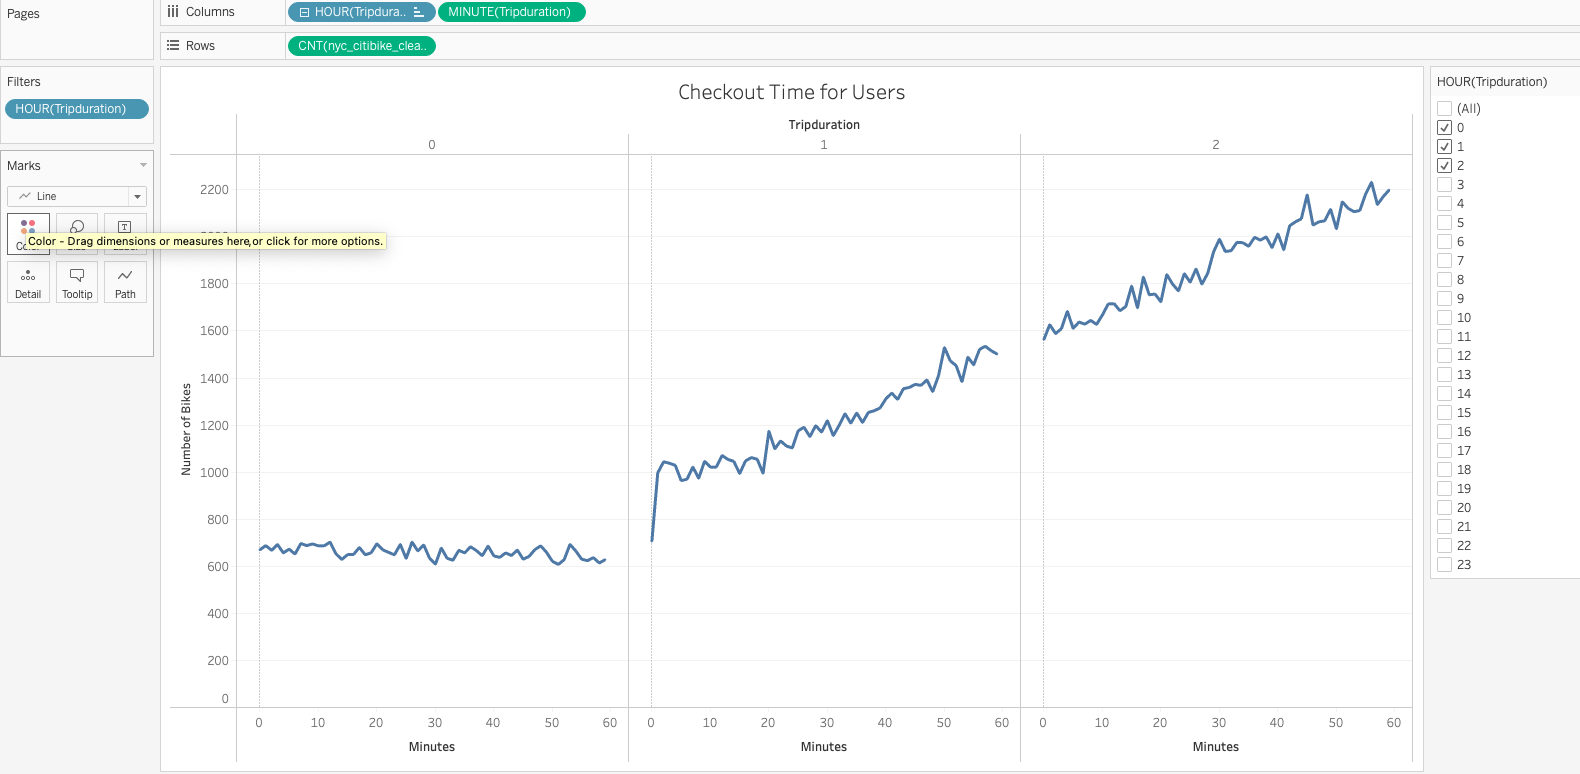 Pages
Columns
HOUR(Tripdura..
MINUTE(Tripduration)
Rows
CNT(nyc_citibike_clea..
Filters
HOUR(Tripduration)
Marks
Line
Color - Drag dimensions or measures here, or click for more options.
Detail
Tooltip
Path
Checkout Time for Users
Tripduration
0
1
2
Number of Bikes
2200
1800
1600
1400
1200
1000
800
600
400
200
0
0 10 20 30 40 50 60
0 10 20 30 40 50 60
0 10 20 30 40 50 60
Minutes
Minutes
Minutes
HOUR(Tripduration)
(All)
0
1
2
3
4
5
6
7
8
9
10
11
12
13
14
15
16
17
18
19
20
21
22
23